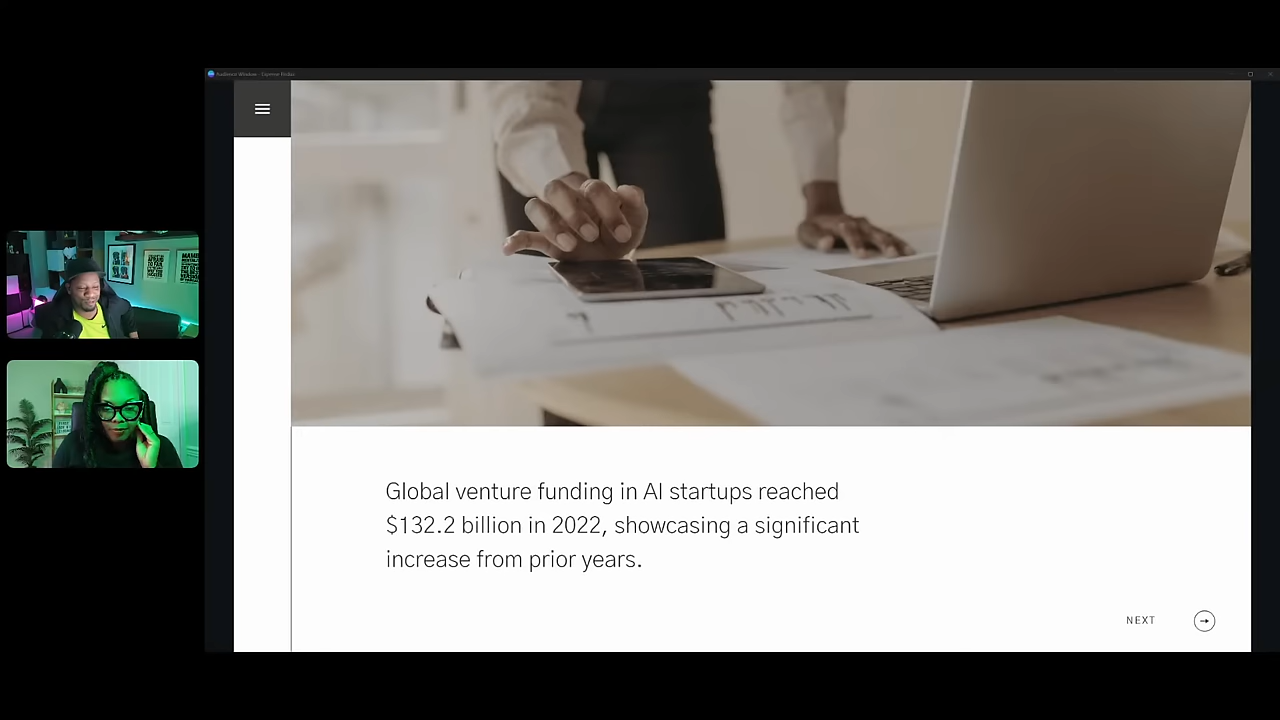 Global venture funding in AI startups reached
$132.2 billion in 2022, showcasing a significant
increase from prior years.
NEXT